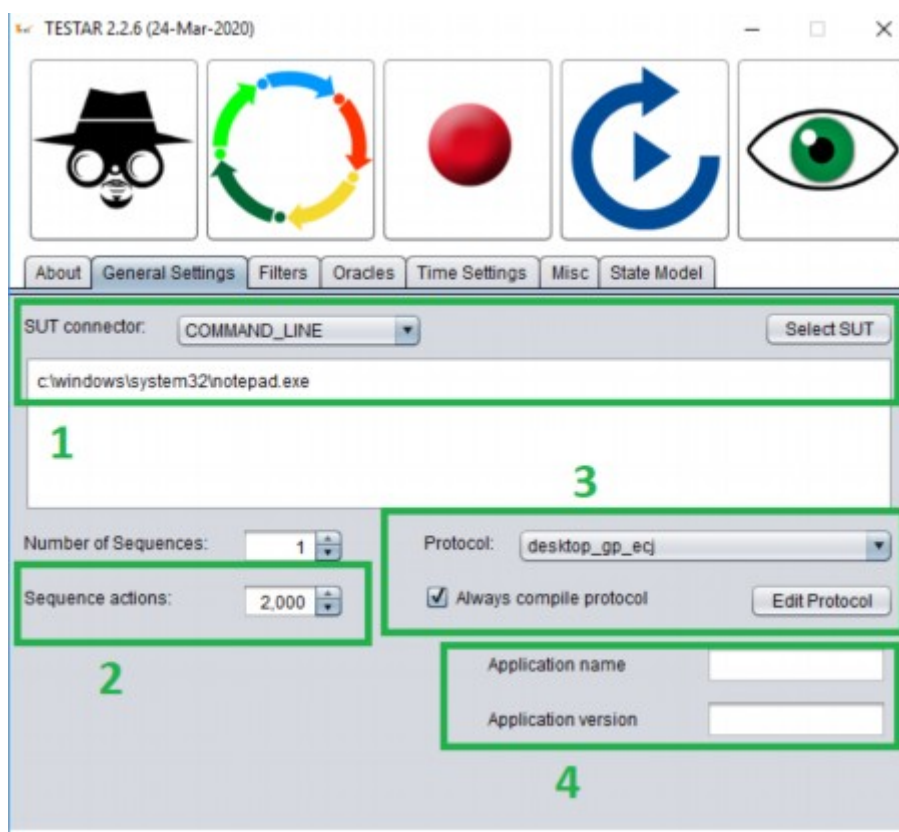 TESTAR 2.2.6 (24-Mar-2020)
About General Settings Filters Oracles Time Settings Misc State Model
SUT connector: COMMAND_LINE Select SUT
c:\windows\system32\notepad.exe
1
3
Number of Sequences: 1 Protocol: desktop_gp_ecj
Sequence actions: 2,000 Always compile protocol Edit Protocol
2
Application name
Application version
4